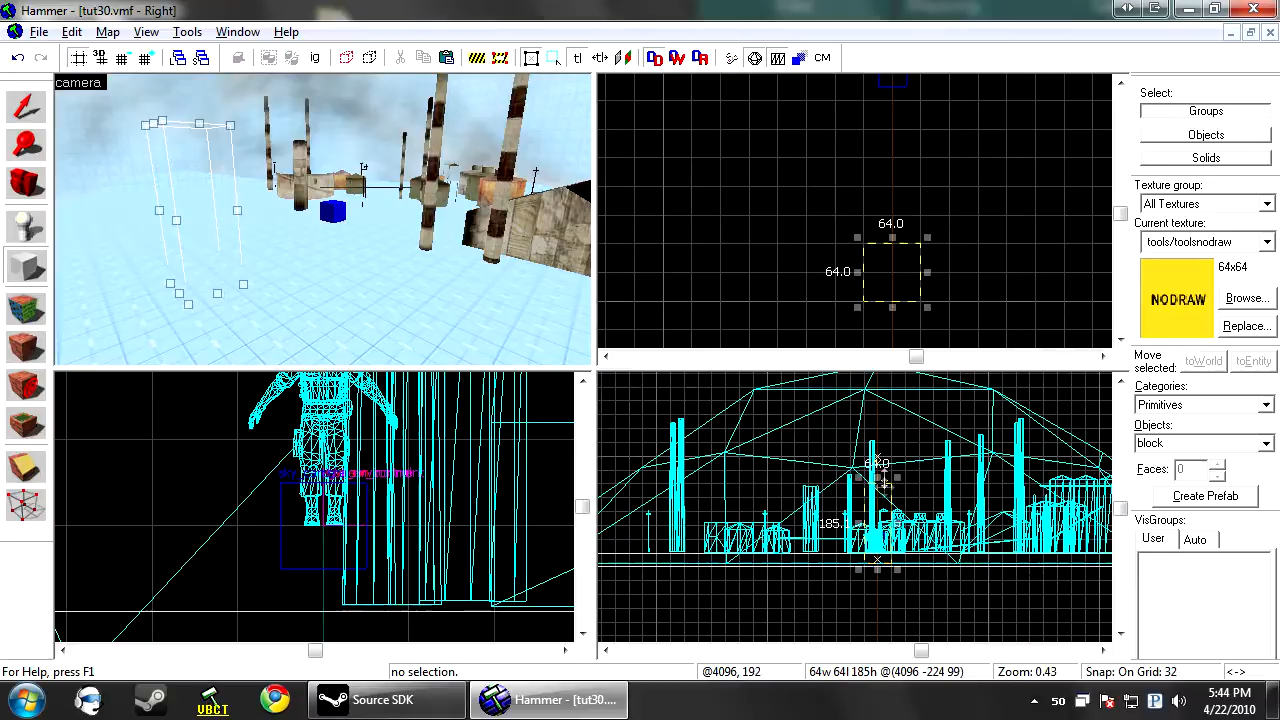 Hammer - [tut30.vmf - Right]
File Edit Map View Tools Window Help
3D
ig
tl
CM
camera
64.0
64.0
64.0
185.
Select:
Groups
Objects
Solids
Texture group:
All Textures
Current texture:
tools/toolsnodraw
64x64
NODRAW
Browse...
Replace...
Move selected:
toWorld
toEntity
Categories:
Primitives
Objects:
block
Faces:
0
Create Prefab
VisGroups:
User
Auto
For Help, press F1
no selection.
@4096, 192
64w 64l 185h @(4096 -224 99)
Zoom: 0.43
Snap: On Grid: 32
<->
VBCT
Source SDK
Hammer - [tut30....
50
5:44 PM
4/22/2010